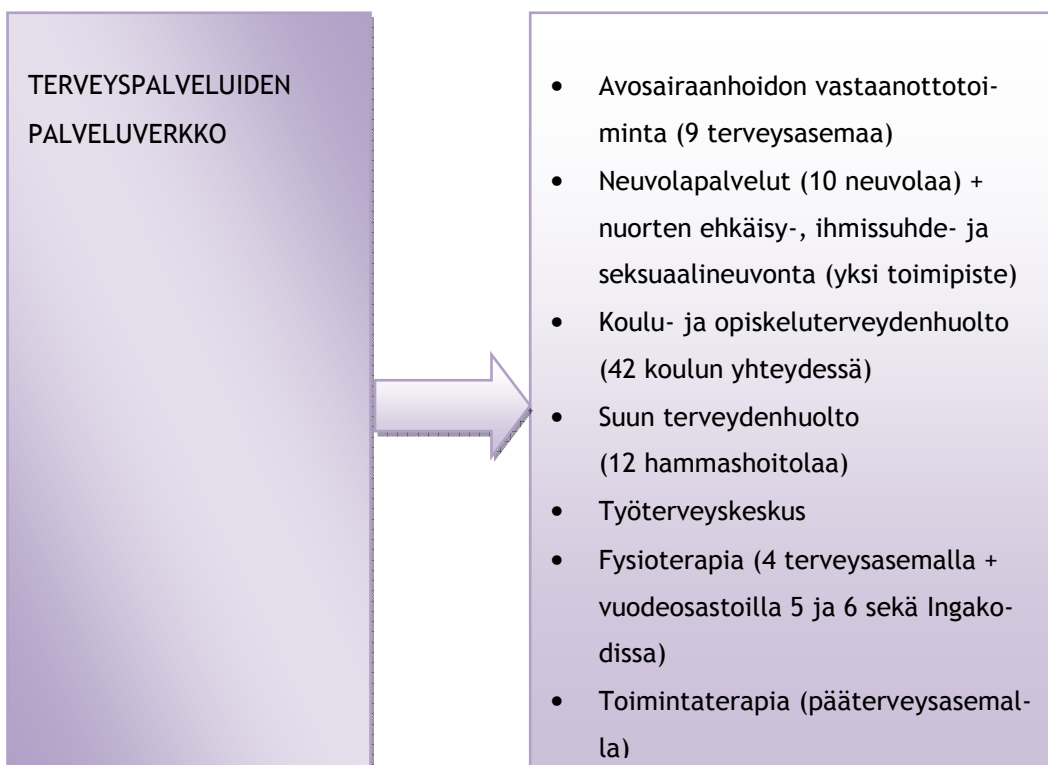 TERVEYSPALVELUIDEN
PALVELUVERKKO
• Avosairaanhoidon vastaanottotoi-
minta (9 terveysasemaa)
• Neuvolapalvelut (10 neuvolaa) +
nuorten ehkäisy-, ihmissuhde- ja
seksuaalineuvonta (yksi toimipiste)
• Koulu- ja opiskeluterveydenhuolto
(42 koulun yhteydessä)
• Suun terveydenhuolto
(12 hammashoitolaa)
• Työterveyskeskus
• Fysioterapia (4 terveysasemalla +
vuodeosastoilla 5 ja 6 sekä Ingako-
dissa)
• Toimintaterapia (pääterveysasemal-
la)